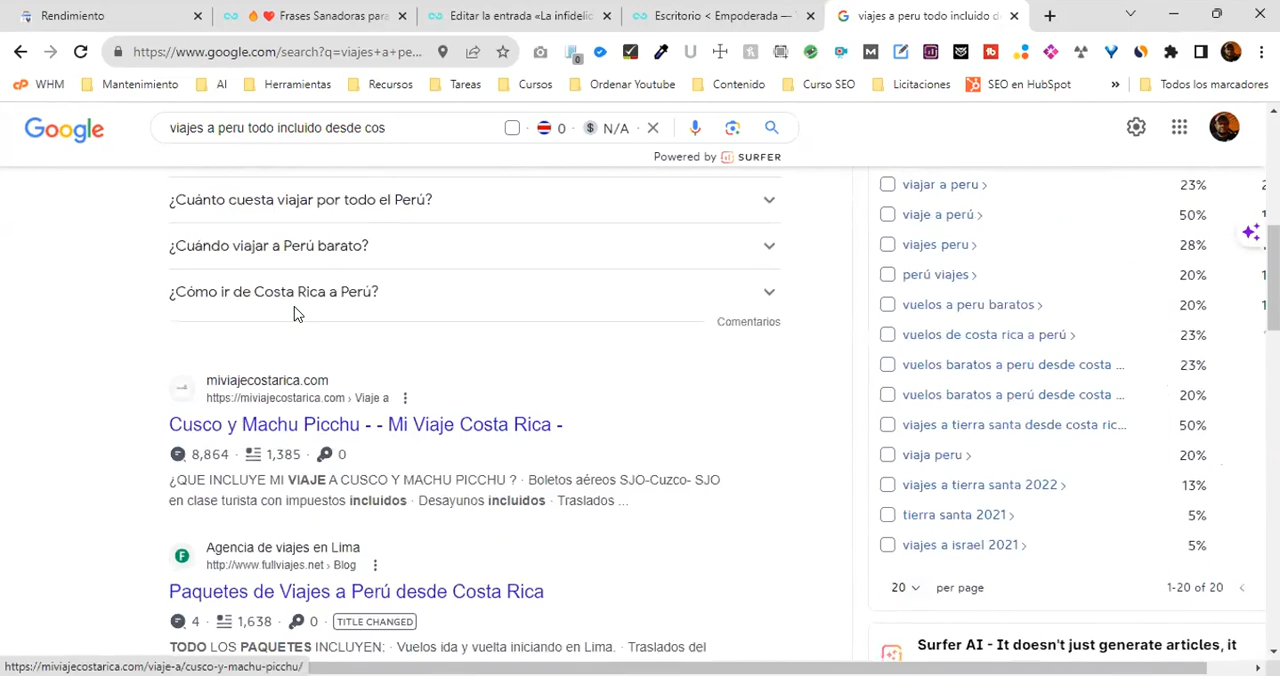 Rendimiento
Frases Sanadoras para
Editar la entrada «La infidelic
Escritorio < Empoderada —
viajes a peru todo incluido d
https://www.google.com/search?q=viajes+a+pe...
WHM Mantenimiento AI Herramientas Recursos Tareas Cursos Ordenar Youtube Contenido Curso SEO Licitaciones SEO en HubSpot » Todos los marcadores
Google
viajes a peru todo incluido desde cos
0 · $ N/A ·
Powered by SURFER
¿Cuánto cuesta viajar por todo el Perú?
¿Cuándo viajar a Perú barato?
¿Cómo ir de Costa Rica a Perú?
Comentarios
miviajecostarica.com
https://miviajecostarica.com › Viaje a
Cusco y Machu Picchu - - Mi Viaje Costa Rica -
8,864 · 1,385 · 0
¿QUE INCLUYE MI VIAJE A CUSCO Y MACHU PICCHU ? · Boletos aéreos SJO-Cuzco- SJO
en clase turista con impuestos incluidos · Desayunos incluidos · Traslados ...
Agencia de viajes en Lima
http://www.fullviajes.net › Blog
Paquetes de Viajes a Perú desde Costa Rica
4 · 1,638 · 0 TITLE CHANGED
TODO LOS PAQUETES INCLUYEN: · Vuelos ida y vuelta iniciando en Lima. · Traslados del
viajar a peru › 23%
viaje a perú › 50%
viajes peru › 28%
perú viajes › 20%
vuelos a peru baratos › 20%
vuelos de costa rica a perú › 23%
vuelos baratos a peru desde costa ... 23%
vuelos baratos a perú desde costa ... 20%
viajes a tierra santa desde costa ric... 50%
viaja peru › 20%
viajes a tierra santa 2022 › 13%
tierra santa 2021 › 5%
viajes a israel 2021 › 5%
20 per page 1-20 of 20
Surfer AI - It doesn't just generate articles, it
https://miviajecostarica.com/viaje-a/cusco-y-machu-picchu/